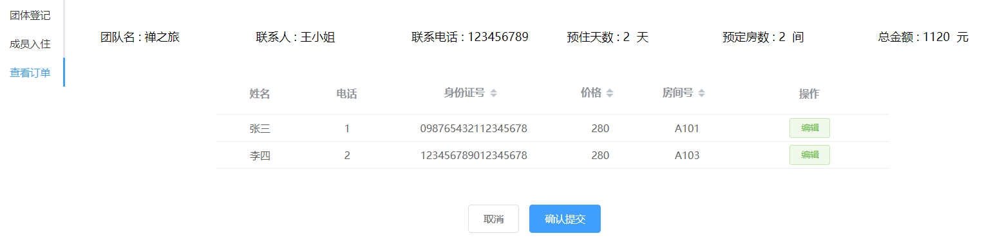 团体登记
成员入住
查看订单
团队名 : 禅之旅 联系人 : 王小姐 联系电话 : 123456789 预住天数 : 2 天 预定房数 : 2 间 总金额 : 1120 元
姓名 电话 身份证号 价格 房间号 操作
张三 1 098765432112345678 280 A101 编辑
李四 2 123456789012345678 280 A103 编辑
取消 确认提交